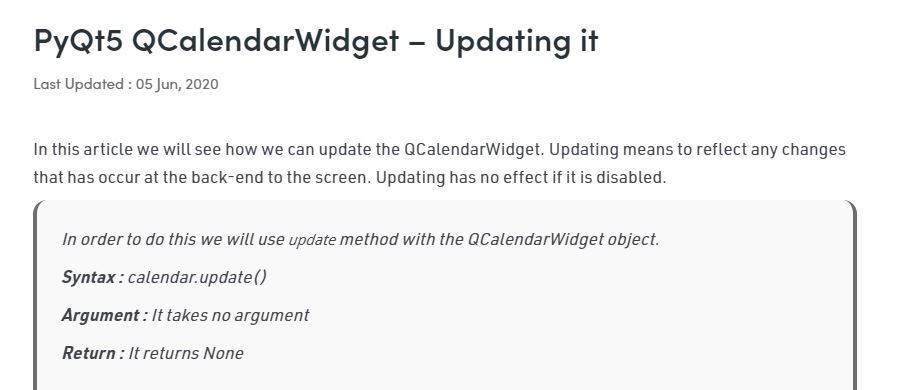 PyQt5 QCalendarWidget – Updating it
Last Updated : 05 Jun, 2020
In this article we will see how we can update the QCalendarWidget. Updating means to reflect any changes
that has occur at the back-end to the screen. Updating has no effect if it is disabled.
In order to do this we will use update method with the QCalendarWidget object.
Syntax : calendar.update()
Argument : It takes no argument
Return : It returns None